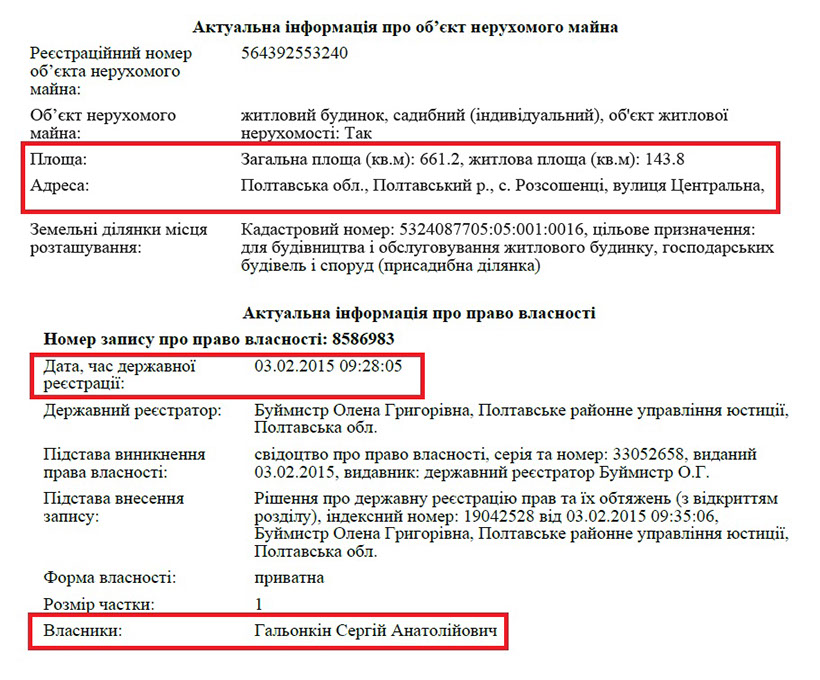 Актуальна інформація про об’єкт нерухомого майна
Реєстраційний номер 564392553240
об’єкта нерухомого
майна:
Об’єкт нерухомого житловий будинок, садибний (індивідуальний), об'єкт житлової
майна: нерухомості: Так
Площа: Загальна площа (кв.м): 661.2, житлова площа (кв.м): 143.8
Адреса: Полтавська обл., Полтавський р., с. Розсошенці, вулиця Центральна,
Земельні ділянки місця Кадастровий номер: 5324087705:05:001:0016, цільове призначення:
розташування: для будівництва і обслуговування житлового будинку, господарських
будівель і споруд (присадибна ділянка)
Актуальна інформація про право власності
Номер запису про право власності: 8586983
Дата, час державної 03.02.2015 09:28:05
реєстрації:
Державний реєстратор: Буймистр Олена Григорівна, Полтавське районне управління юстиції,
Полтавська обл.
Підстава виникнення свідоцтво про право власності, серія та номер: 33052658, виданий
права власності: 03.02.2015, видавник: державний реєстратор Буймистр О.Г.
Підстава внесення Рішення про державну реєстрацію прав та їх обтяжень (з відкриттям
запису: розділу), індексний номер: 19042528 від 03.02.2015 09:35:06,
Буймистр Олена Григорівна, Полтавське районне управління юстиції,
Полтавська обл.
Форма власності: приватна
Розмір частки: 1
Власники: Гальонкін Сергій Анатолійович